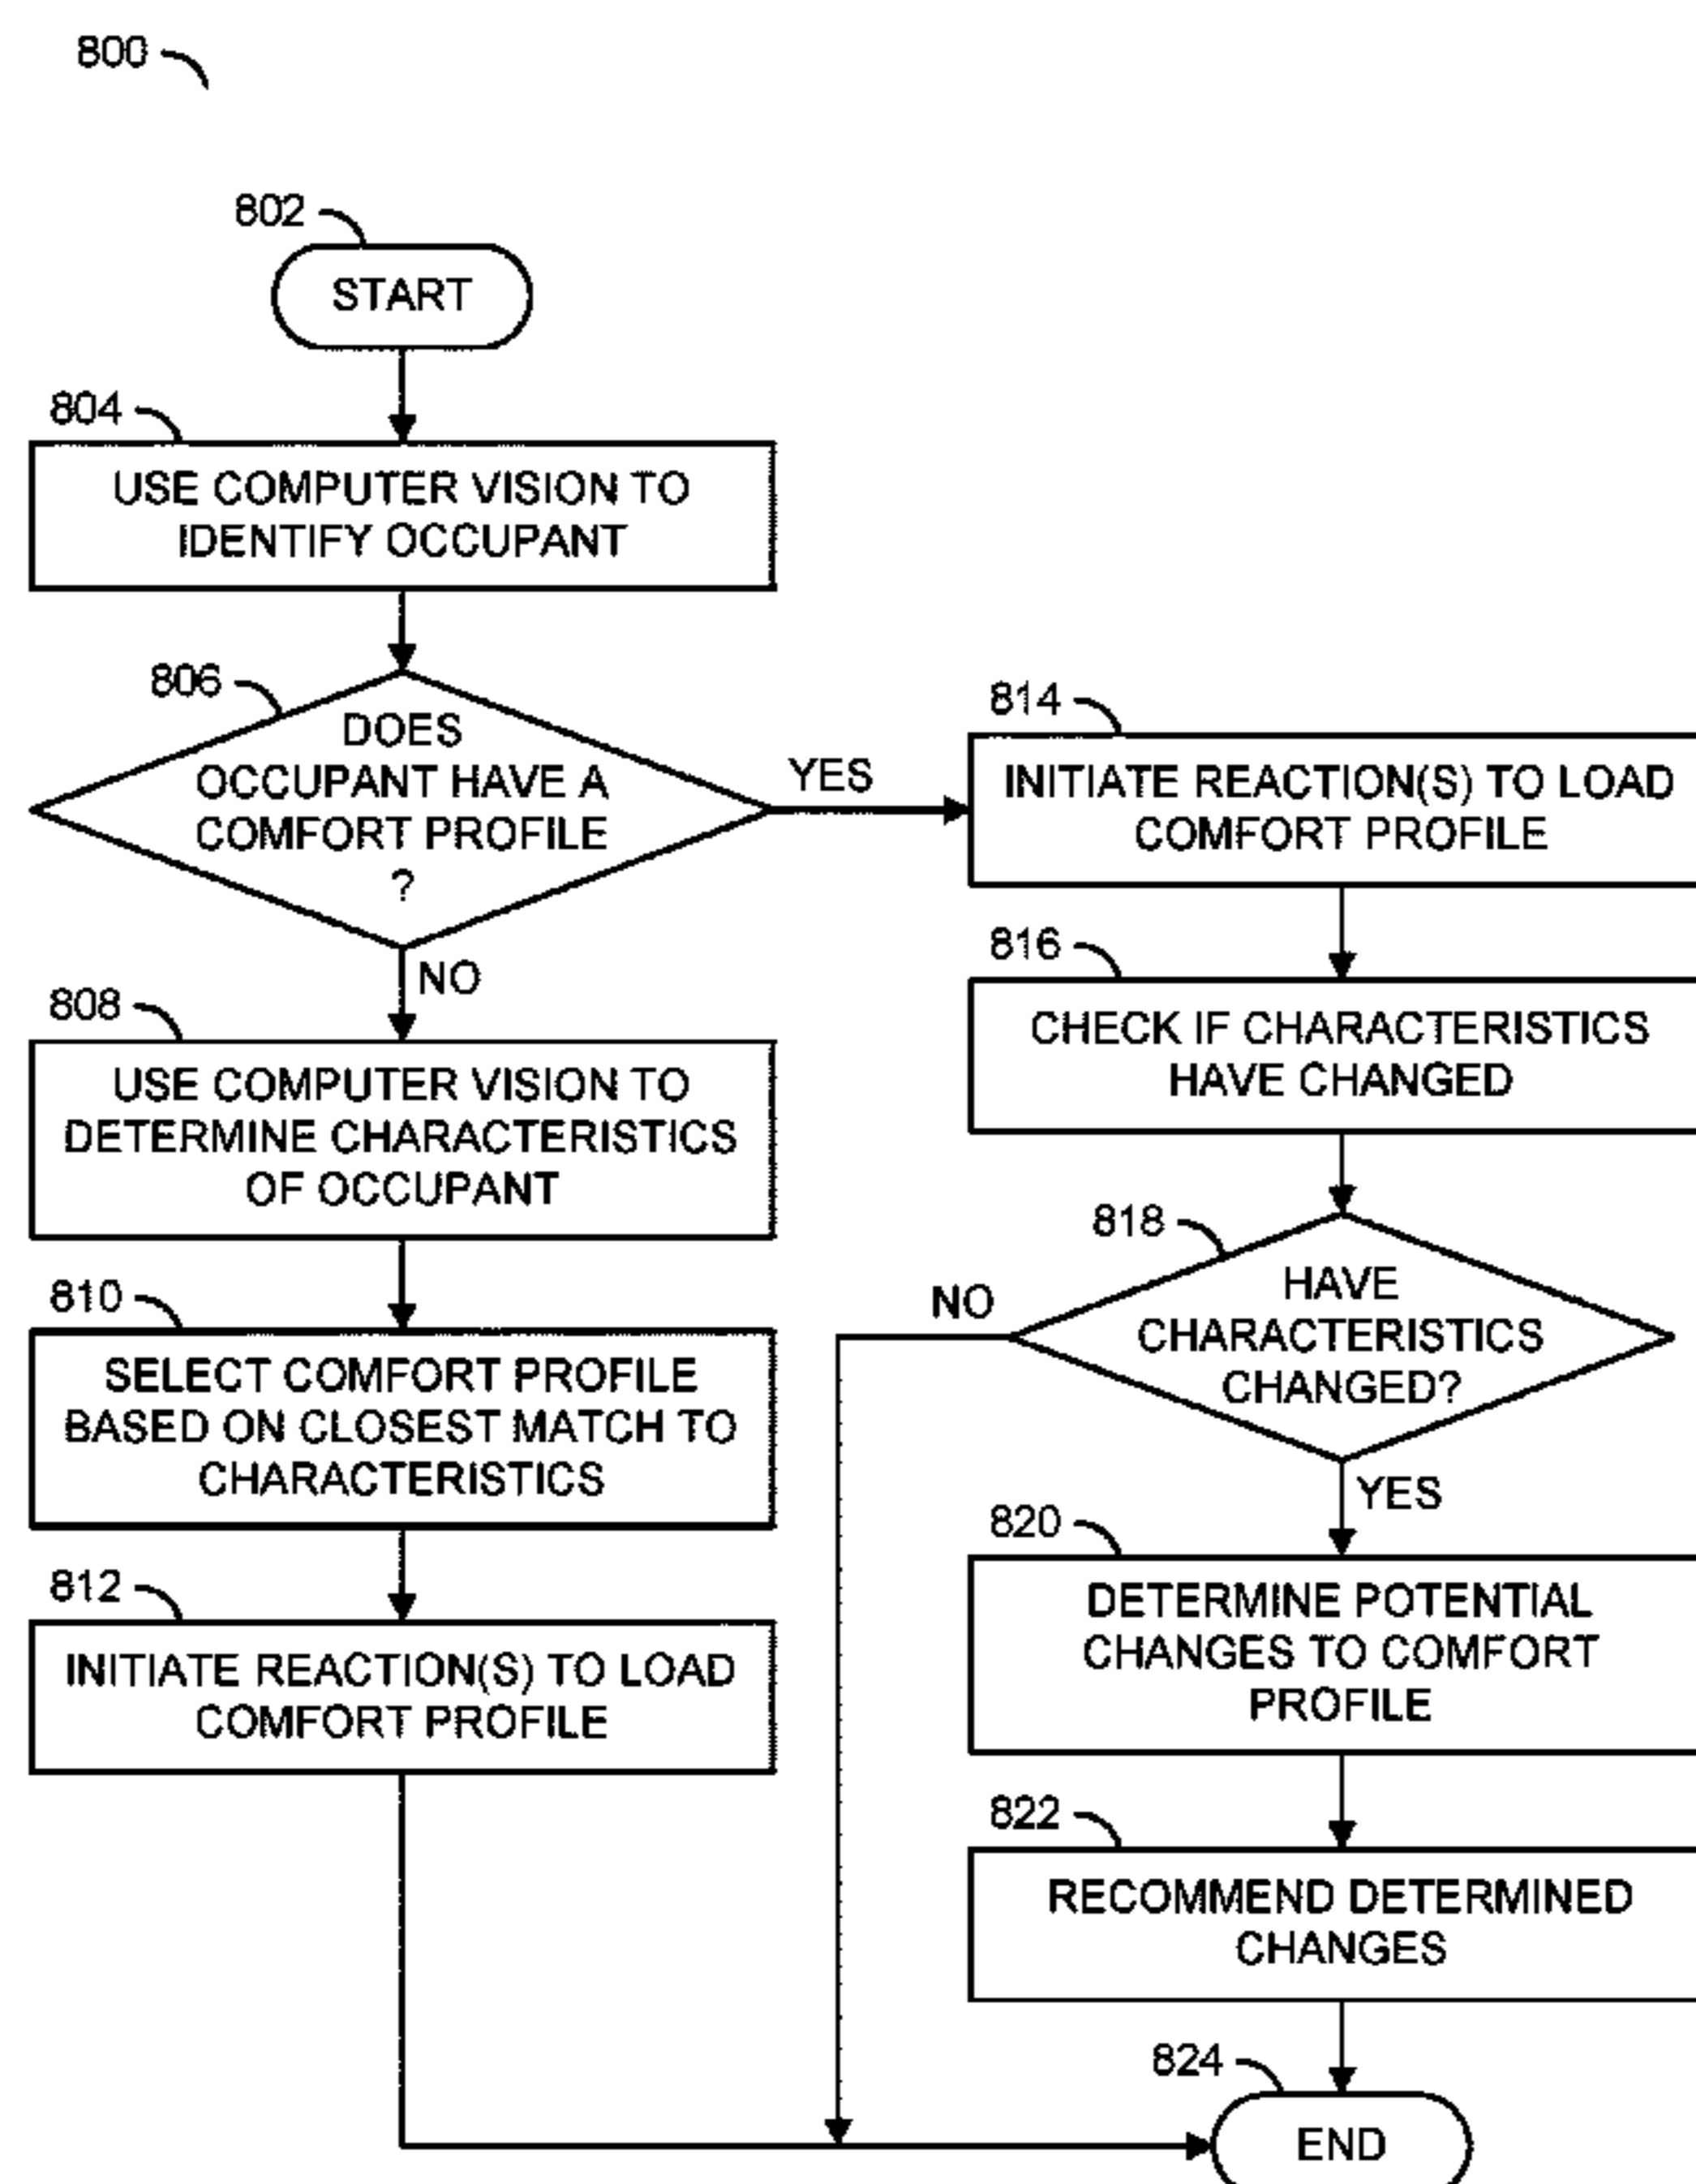 800
802
START
804
USE COMPUTER VISION TO
IDENTIFY OCCUPANT
806
DOES
OCCUPANT HAVE A
COMFORT PROFILE
?
YES
NO
808
USE COMPUTER VISION TO
DETERMINE CHARACTERISTICS
OF OCCUPANT
810
SELECT COMFORT PROFILE
BASED ON CLOSEST MATCH TO
CHARACTERISTICS
812
INITIATE REACTION(S) TO LOAD
COMFORT PROFILE
814
INITIATE REACTION(S) TO LOAD
COMFORT PROFILE
816
CHECK IF CHARACTERISTICS
HAVE CHANGED
818
HAVE
CHARACTERISTICS
CHANGED?
NO
YES
820
DETERMINE POTENTIAL
CHANGES TO COMFORT
PROFILE
822
RECOMMEND DETERMINED
CHANGES
824
END